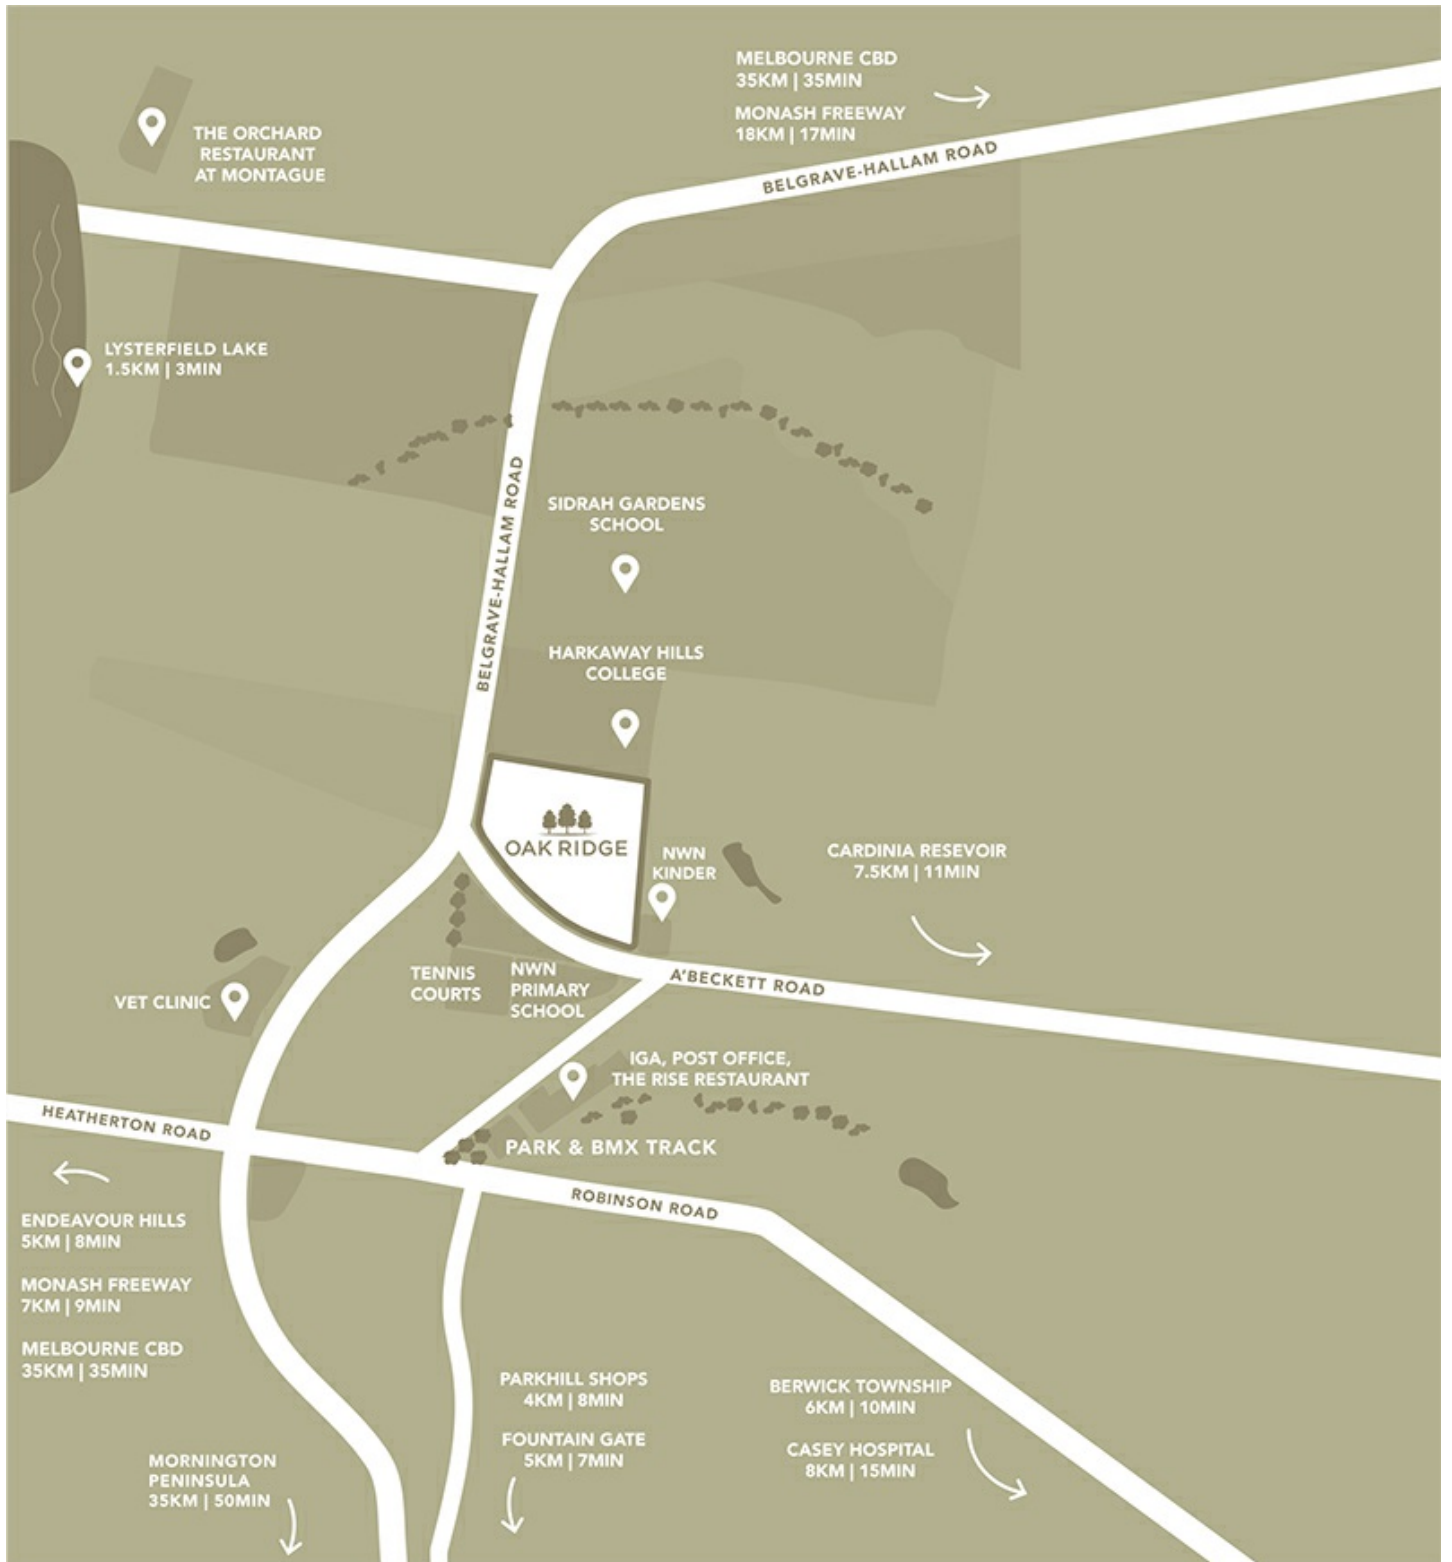 MELBOURNE CBD
35KM | 35MIN
MONASH FREEWAY
18KM | 17MIN
BELGRAVE-HALLAM ROAD
THE ORCHARD
RESTAURANT
AT MONTAGUE
LYSTERFIELD LAKE
1.5KM | 3MIN
BELGRAVE-HALLAM ROAD
SIDRAH GARDENS
SCHOOL
HARKAWAY HILLS
COLLEGE
OAK RIDGE
NWN
KINDER
CARDINIA RESEVOIR
7.5KM | 11MIN
TENNIS
COURTS
NWN
PRIMARY
SCHOOL
A'BECKETT ROAD
VET CLINIC
IGA, POST OFFICE,
THE RISE RESTAURANT
HEATHERTON ROAD
PARK & BMX TRACK
ROBINSON ROAD
ENDEAVOUR HILLS
5KM | 8MIN
MONASH FREEWAY
7KM | 9MIN
MELBOURNE CBD
35KM | 35MIN
PARKHILL SHOPS
4KM | 8MIN
FOUNTAIN GATE
5KM | 7MIN
BERWICK TOWNSHIP
6KM | 10MIN
CASEY HOSPITAL
8KM | 15MIN
MORNINGTON
PENINSULA
35KM | 50MIN